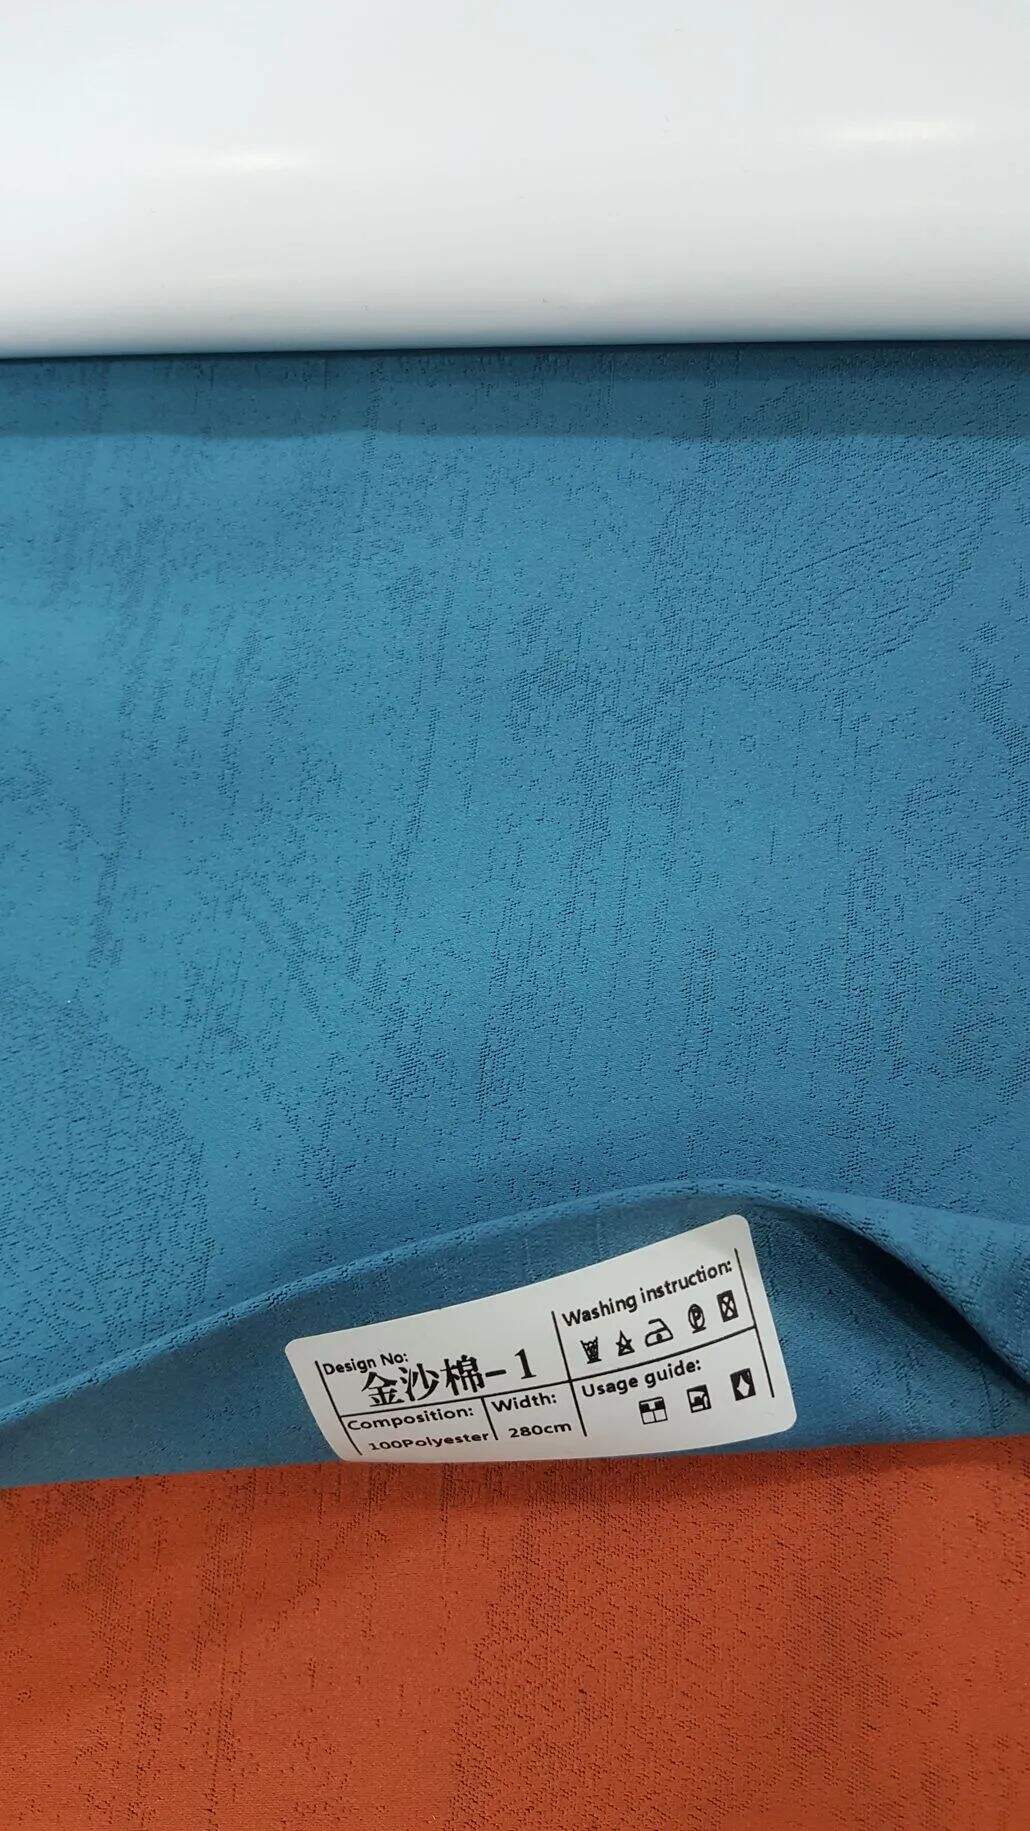 Design No:
金沙棉-1
Composition:
100Polyester
Width:
280cm
Washing instruction:
P
Usage guide: